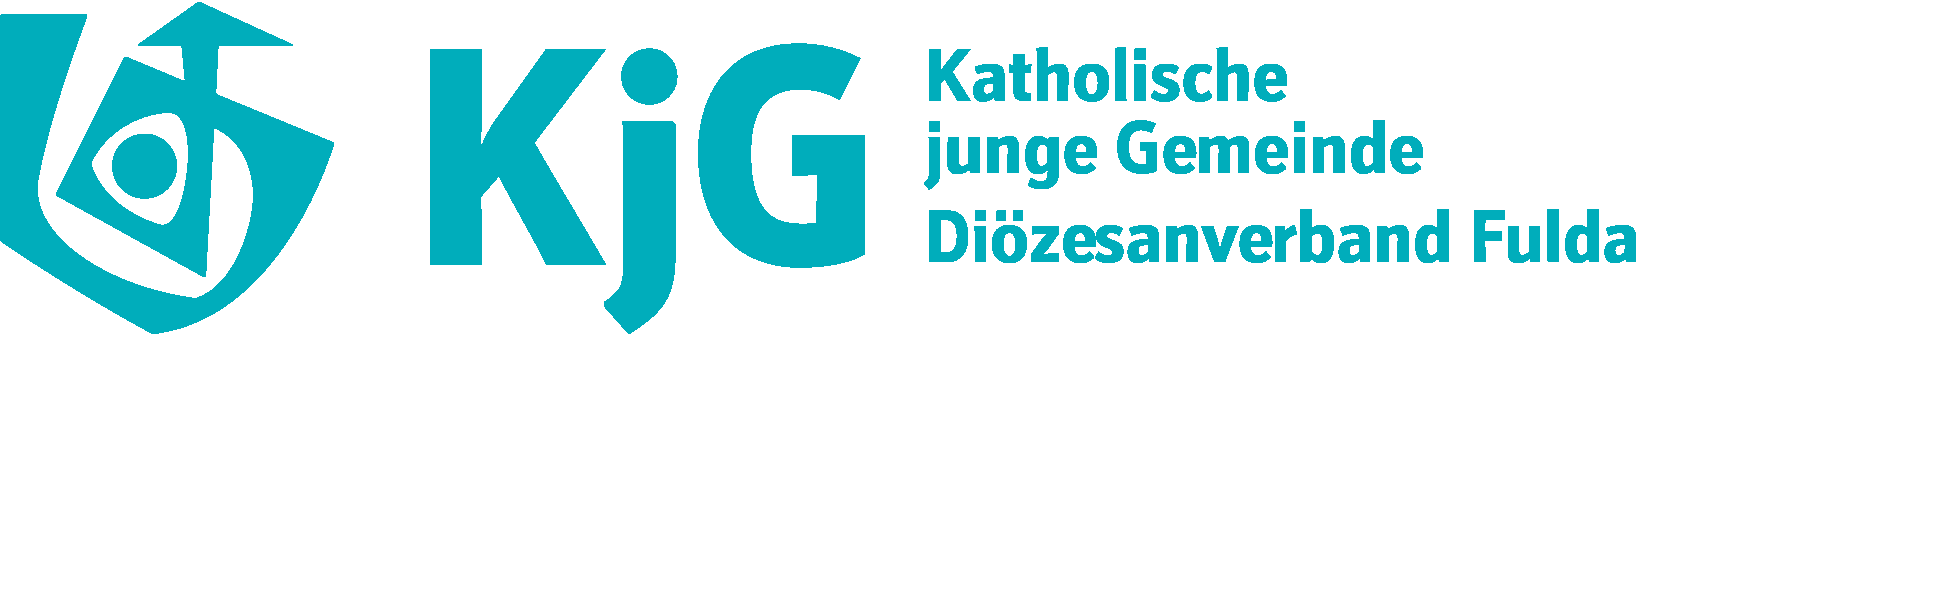 KjG
Katholische
junge Gemeinde
Diözesanverband Fulda